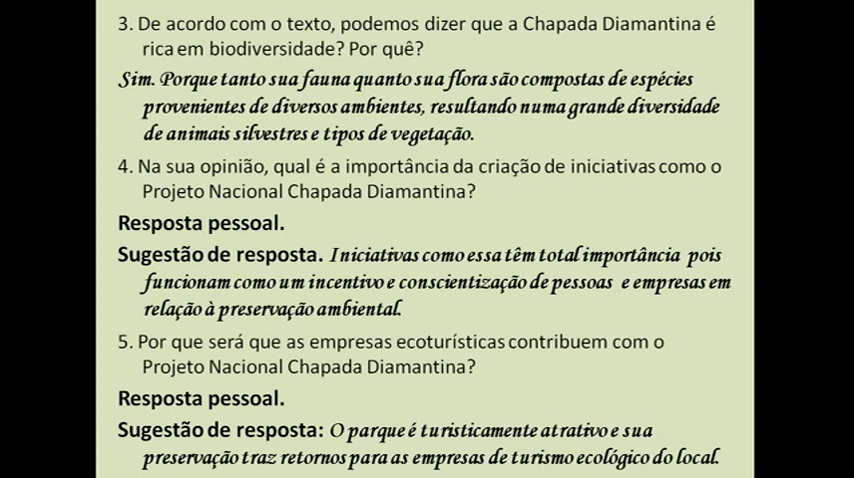 3. De acordo com o texto, podemos dizer que a Chapada Diamantina é
rica em biodiversidade? Por quê?
Sim. Porque tanto sua fauna quanto sua flora são compostas de espécies
provenientes de diversos ambientes, resultando numa grande diversidade
de animais silvestres e tipos de vegetação.
4. Na sua opinião, qual é a importância da criação de iniciativas como o
Projeto Nacional Chapada Diamantina?
Resposta pessoal.
Sugestão de resposta. Iniciativas como essa têm total importância pois
funcionam como um incentivo e conscientização de pessoas e empresas em
relação à preservação ambiental.
5. Por que será que as empresas ecoturísticas contribuem com o
Projeto Nacional Chapada Diamantina?
Resposta pessoal.
Sugestão de resposta: O parque é turisticamente atrativo e sua
preservação traz retornos para as empresas de turismo ecológico do local.